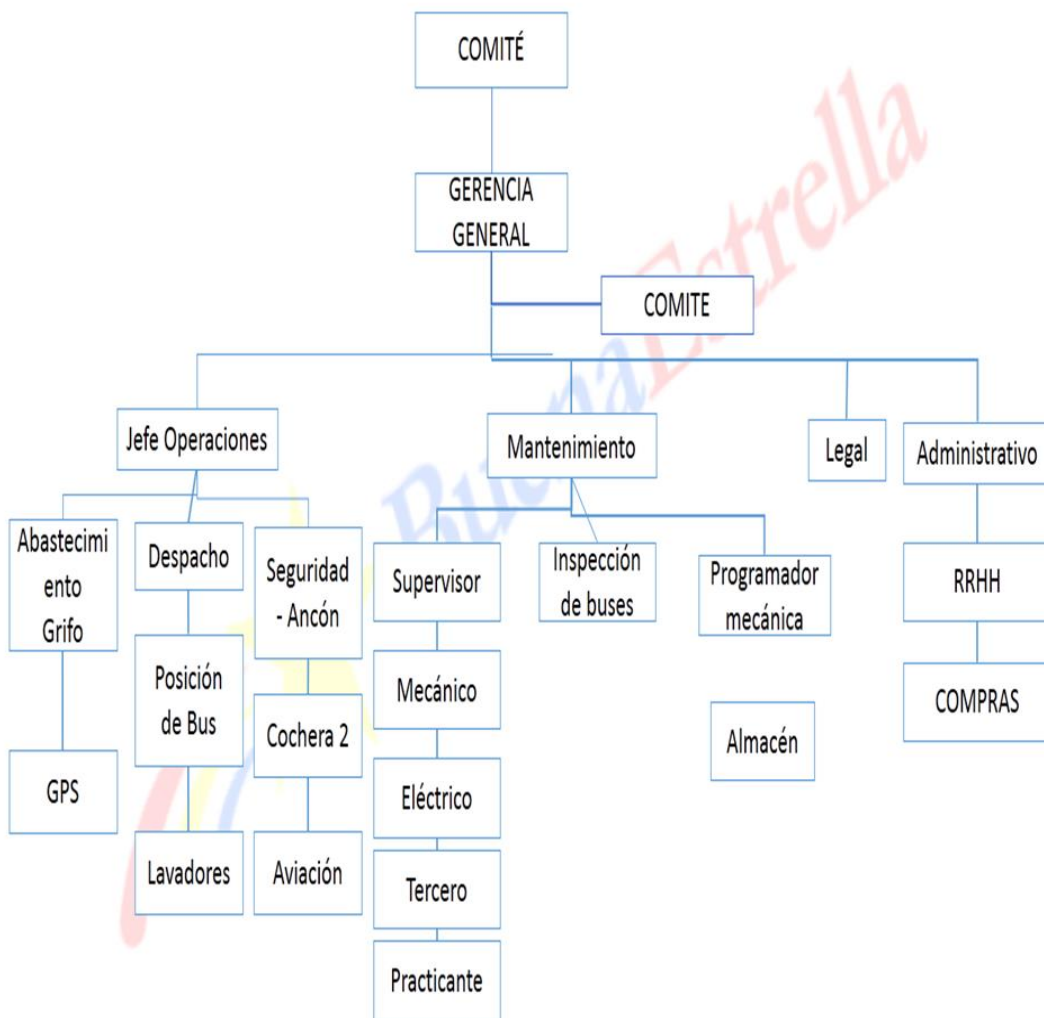 COMITÉ
GERENCIA
GENERAL
COMITE
Jefe Operaciones
Mantenimiento
Legal
Administrativo
Abastecimi
ento
Grifo
Despacho
Seguridad
- Ancón
Supervisor
Inspección
de buses
Programador
mecánica
RRHH
Posición
de Bus
Mecánico
COMPRAS
Cochera 2
Almacén
GPS
Eléctrico
Lavadores
Aviación
Tercero
Practicante
BuenaEstrella